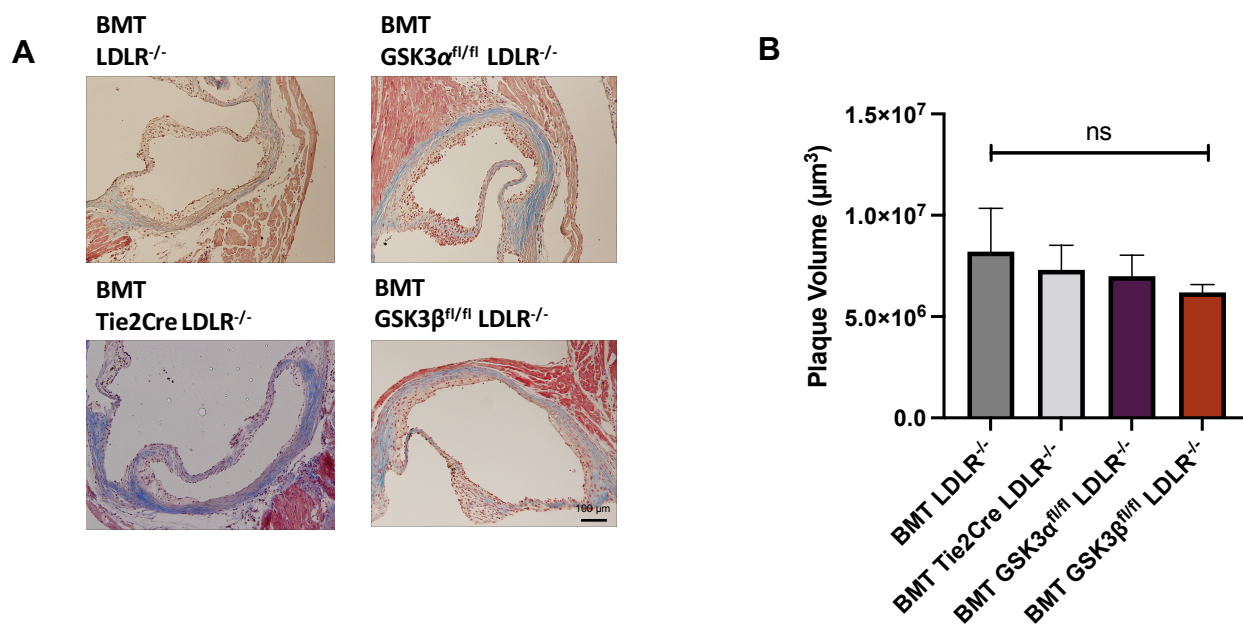 A
BMT
LDLR-/-
BMT
GSK3αfl/fl LDLR-/-
BMT
Tie2Cre LDLR-/-
BMT
GSK3βfl/fl LDLR-/-
100 µm
B
Plaque Volume (µm³)
1.5×10⁷
1.0×10⁷
5.0×10⁶
0.0
ns
BMT LDLR-/-
BMT Tie2Cre LDLR-/-
BMT GSK3αfl/fl LDLR-/-
BMT GSK3βfl/fl LDLR-/-